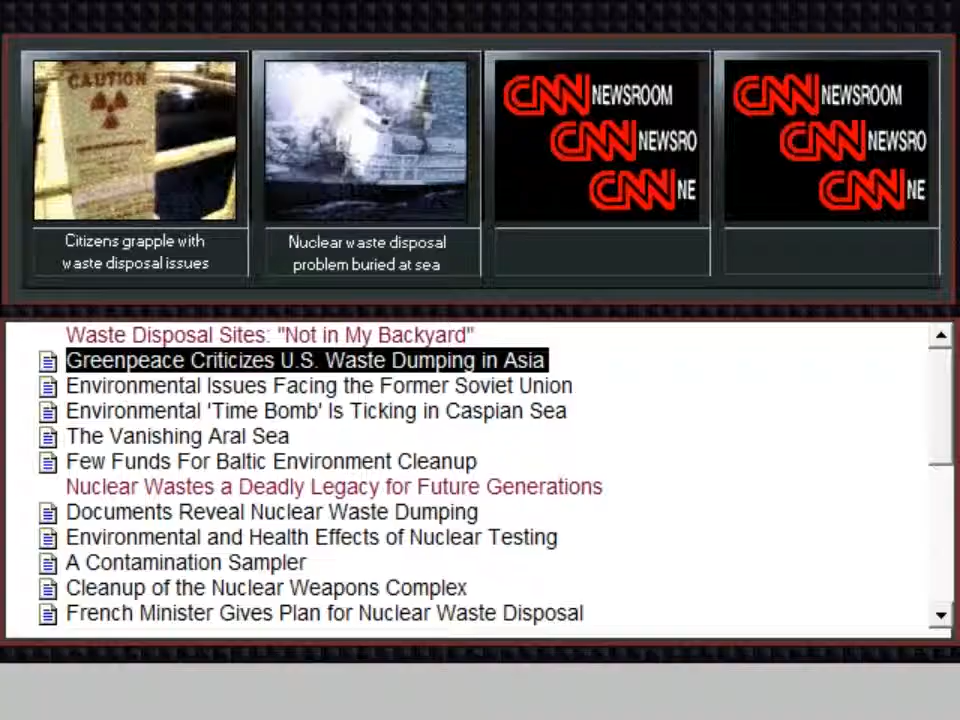 CAUTION
CNN NEWSROOM
CNN NEWSRO
CNN NE
CNN NEWSROOM
CNN NEWSRO
CNN NE
Citizens grapple with
waste disposal issues
Nuclear waste disposal
problem buried at sea
Waste Disposal Sites: "Not in My Backyard"
Greenpeace Criticizes U.S. Waste Dumping in Asia
Environmental Issues Facing the Former Soviet Union
Environmental 'Time Bomb' Is Ticking in Caspian Sea
The Vanishing Aral Sea
Few Funds For Baltic Environment Cleanup
Nuclear Wastes a Deadly Legacy for Future Generations
Documents Reveal Nuclear Waste Dumping
Environmental and Health Effects of Nuclear Testing
A Contamination Sampler
Cleanup of the Nuclear Weapons Complex
French Minister Gives Plan for Nuclear Waste Disposal